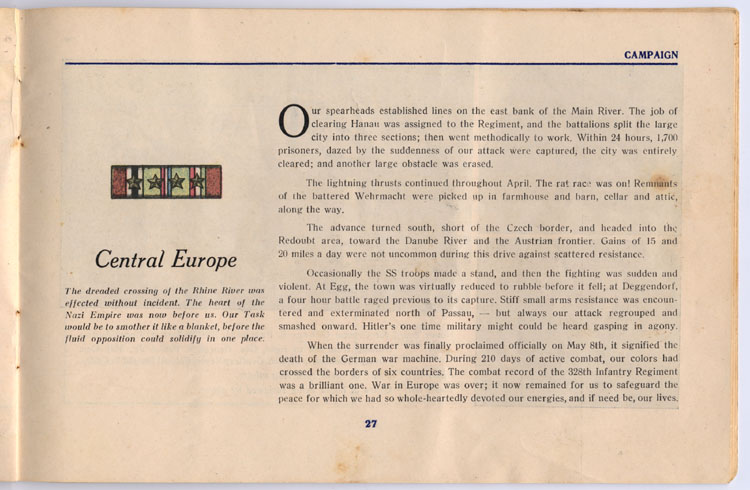 CAMPAIGN
Central Europe
The dreaded crossing of the Rhine River was
effected without incident. The heart of the
Nazi Empire was now before us. Our Task
would be to smother it like a blanket, before the
fluid opposition could solidify in one place.
Our spearheads established lines on the east bank of the Main River. The job of
clearing Hanau was assigned to the Regiment, and the battalions split the large
city into three sections; then went methodically to work. Within 24 hours, 1,700
prisoners, dazed by the suddenness of our attack were captured, the city was entirely
cleared; and another large obstacle was erased.
The lightning thrusts continued throughout April. The rat race was on! Remnants
of the battered Wehrmacht were picked up in farmhouse and barn, cellar and attic,
along the way.
The advance turned south, short of the Czech border, and headed into the
Redoubt area, toward the Danube River and the Austrian frontier. Gains of 15 and
20 miles a day were not uncommon during this drive against scattered resistance.
Occasionally the SS troops made a stand, and then the fighting was sudden and
violent. At Egg, the town was virtually reduced to rubble before it fell; at Deggendorf,
a four hour battle raged previous to its capture. Stiff small arms resistance was encoun-
tered and exterminated north of Passau, — but always our attack regrouped and
smashed onward. Hitler's one time military might could be heard gasping in agony.
When the surrender was finally proclaimed officially on May 8th, it signified the
death of the German war machine. During 210 days of active combat, our colors had
crossed the borders of six countries. The combat record of the 328th Infantry Regiment
was a brilliant one. War in Europe was over; it now remained for us to safeguard the
peace for which we had so whole-heartedly devoted our energies, and if need be, our lives.
27